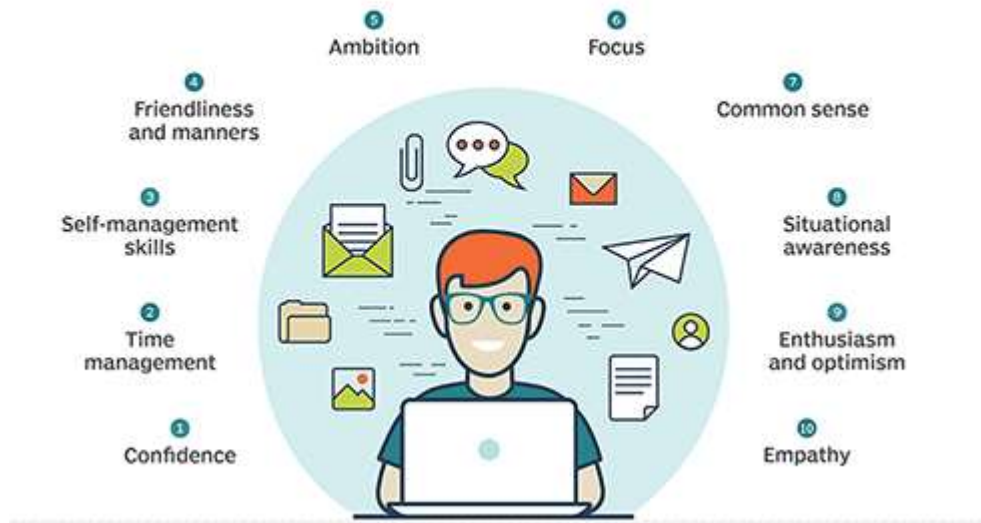 1
Confidence
2
Time
management
3
Self-management
skills
4
Friendliness
and manners
5
Ambition
6
Focus
7
Common sense
8
Situational
awareness
9
Enthusiasm
and optimism
10
Empathy